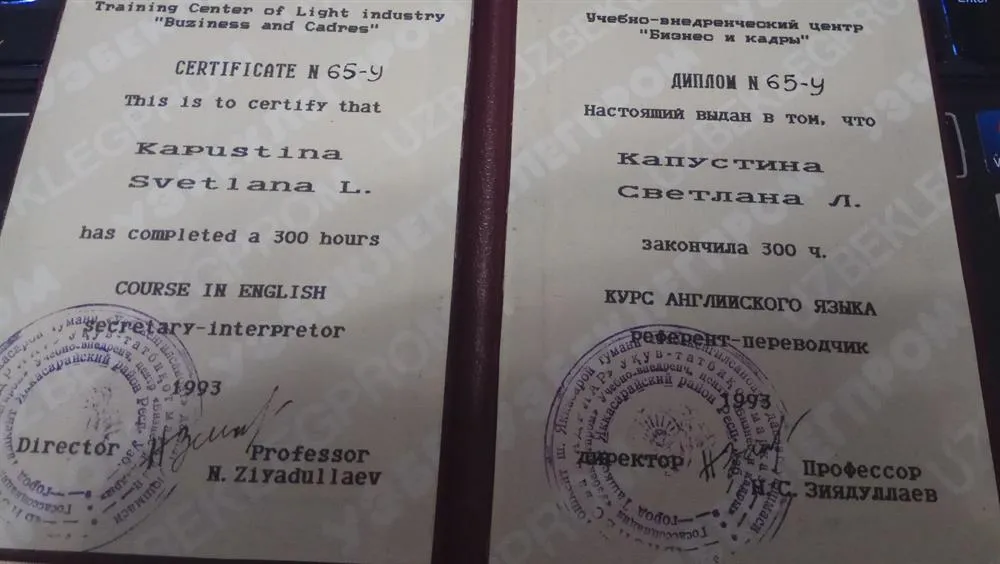 Training Center of Light industry
"Buziness and Cadres"
CERTIFICATE N 65-У
This is to certify that
Kapustina
Svetlana L.
has completed a 300 hours
COURSE IN ENGLISH
secretary-interpretor
1993
Director
Professor
N. Ziyadullaev
Учебно-внедренческий центр
"Бизнес и кадры"
ДИПЛОМ N 65-У
Настоящий выдан в том, что
КАПУСТИНА
СВЕТЛАНА Л.
закончила 300 ч.
КУРС АНГЛИЙСКОГО ЯЗЫКА
референт-переводчик
1993
директор
Профессор
Н. С. ЗИЯДУЛЛАЕВ
UZBEKLEGPROM
УЗБЕКЛЕГПРОМ